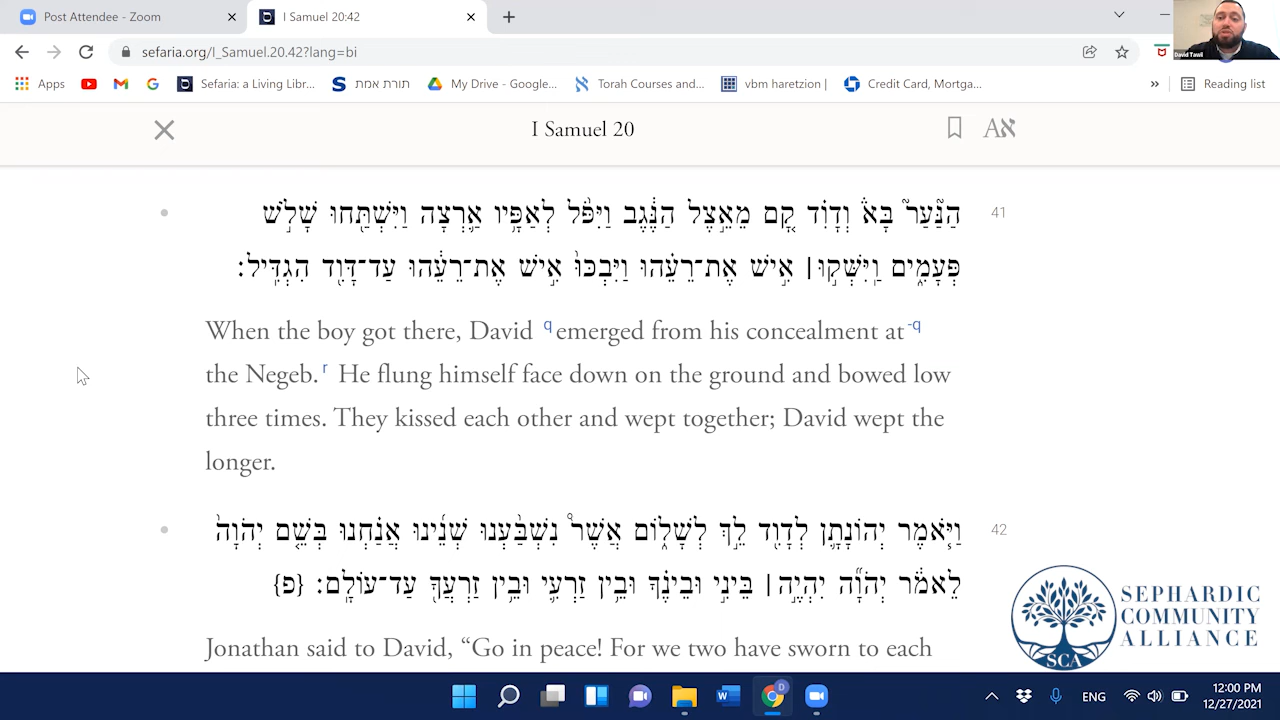 Post Attendee - Zoom
I Samuel 20:42
sefaria.org/I_Samuel.20.42?lang=bi
David Tawil
Apps
Sefaria: a Living Libr...
תורת אמת
My Drive - Google...
Torah Courses and...
vbm haretzion |
Credit Card, Mortga...
»
Reading list
I Samuel 20
Aא
הַנַּ֘עַר֮ בָּא֒ וְדָוִ֗ד קָ֚ם מֵאֵ֣צֶל הַנֶּ֔גֶב וַיִּפֹּ֨ל לְאַפָּ֥יו אַ֛רְצָה וַיִּשְׁתַּ֖חוּ שָׁלֹ֣שׁ
41
פְּעָמִ֑ים וַֽיִּשְּׁק֣וּ ׀ אִ֣ישׁ אֶת־רֵעֵ֗הוּ וַיִּבְכּוּ֙ אִ֣ישׁ אֶת־רֵעֵ֔הוּ עַד־דָּוִ֖ד הִגְדִּֽיל׃
When the boy got there, David q emerged from his concealment at -q
the Negeb. r He flung himself face down on the ground and bowed low
three times. They kissed each other and wept together; David wept the
longer.
וַיֹּ֧אמֶר יְהוֹנָתָ֛ן לְדָוִ֖ד לֵ֣ךְ לְשָׁל֑וֹם אֲשֶׁר֩ נִשְׁבַּ֨עְנוּ שְׁנֵ֜ינוּ אֲנַ֗חְנוּ בְּשֵׁ֤ם יְהֹוָה֙
42
לֵאמֹ֔ר יְהֹוָ֞ה יִֽהְיֶ֣ה ׀ בֵּינִ֣י וּבֵינֶ֗ךָ וּבֵ֥ין זַרְעִ֛י וּבֵ֥ין זַרְעֲךָ֖ עַד־עוֹלָֽם׃ {פ}
Jonathan said to David, “Go in peace! For we two have sworn to each
SEPHARDIC
COMMUNITY
ALLIANCE
SCA
ENG
12:00 PM
12/27/2021